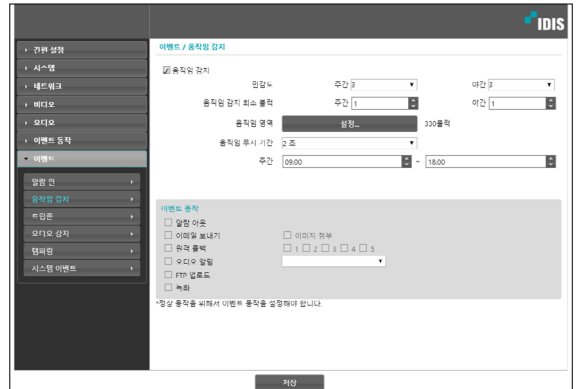 IDIS
간편 설정
시스템
네트워크
비디오
오디오
이벤트 동작
이벤트
알람 인
움직임 감지
트립존
오디오 감지
탬퍼링
시스템 이벤트
이벤트 / 움직임 감지
움직임 감지
민감도 주간 3 야간 3
움직임 감지 최소 블럭 주간 1 야간 1
움직임 영역 설정... 330블럭
움직임 무시 기간 2 초
주간 09:00 ~ 18:00
이벤트 동작
알람 아웃
이메일 보내기 이미지 첨부
원격 콜백 1 2 3 4 5
오디오 알림
FTP 업로드
녹화
*정상 동작을 위해서 이벤트 동작을 설정해야 합니다.
저장